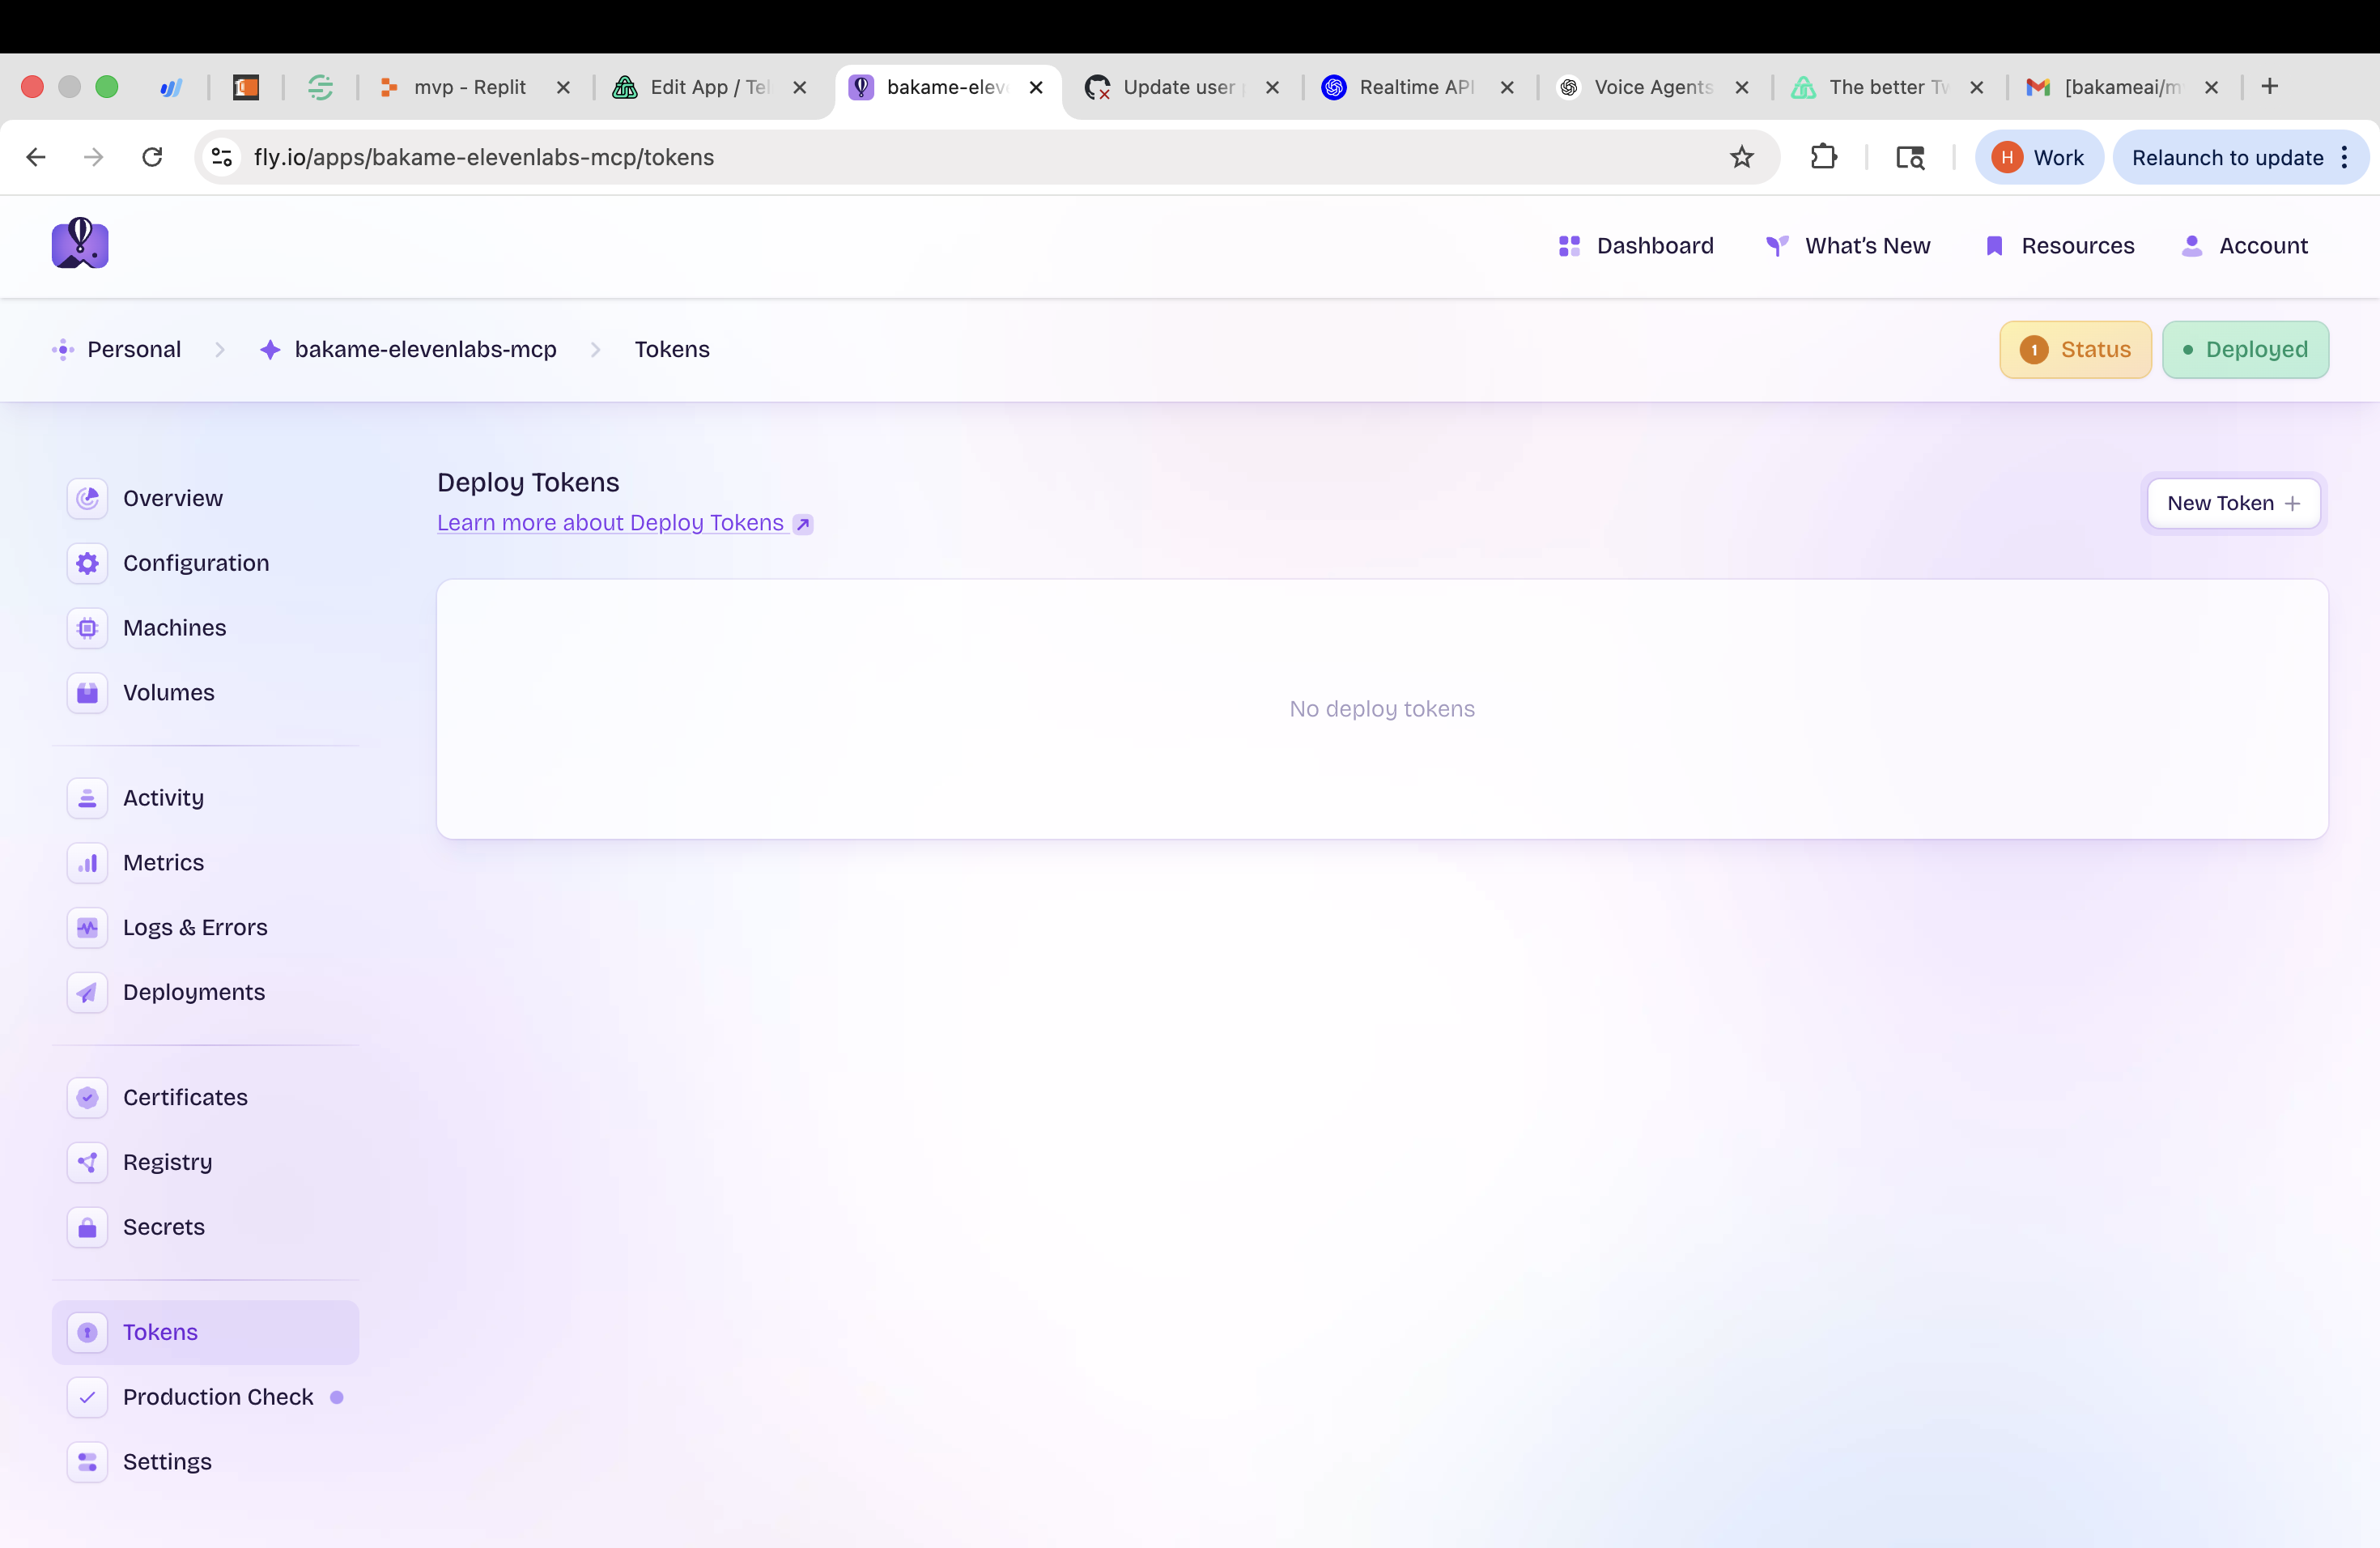 mvp - Replit
Edit App / Tel
bakame-elev
Update user
Realtime API
Voice Agents
The better Tw
[bakameai/m
fly.io/apps/bakame-elevenlabs-mcp/tokens
H
Work
Relaunch to update
Dashboard
What's New
Resources
Account
Personal
bakame-elevenlabs-mcp
Tokens
1
Status
Deployed
Overview
Configuration
Machines
Volumes
Activity
Metrics
Logs & Errors
Deployments
Certificates
Registry
Secrets
Tokens
Production Check
Settings
Deploy Tokens
Learn more about Deploy Tokens
New Token +
No deploy tokens